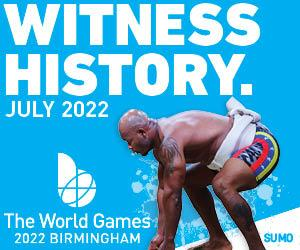 WITNESS
HISTORY.
JULY 2022
The World Games
2022 BIRMINGHAM
SUMO